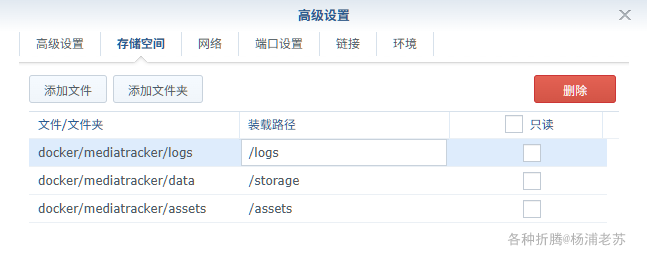 高级设置
高级设置 存储空间 网络 端口设置 链接 环境
添加文件 添加文件夹 删除
文件/文件夹 装载路径 只读
docker/mediatracker/logs /logs
docker/mediatracker/data /storage
docker/mediatracker/assets /assets
各种折腾@杨浦老苏